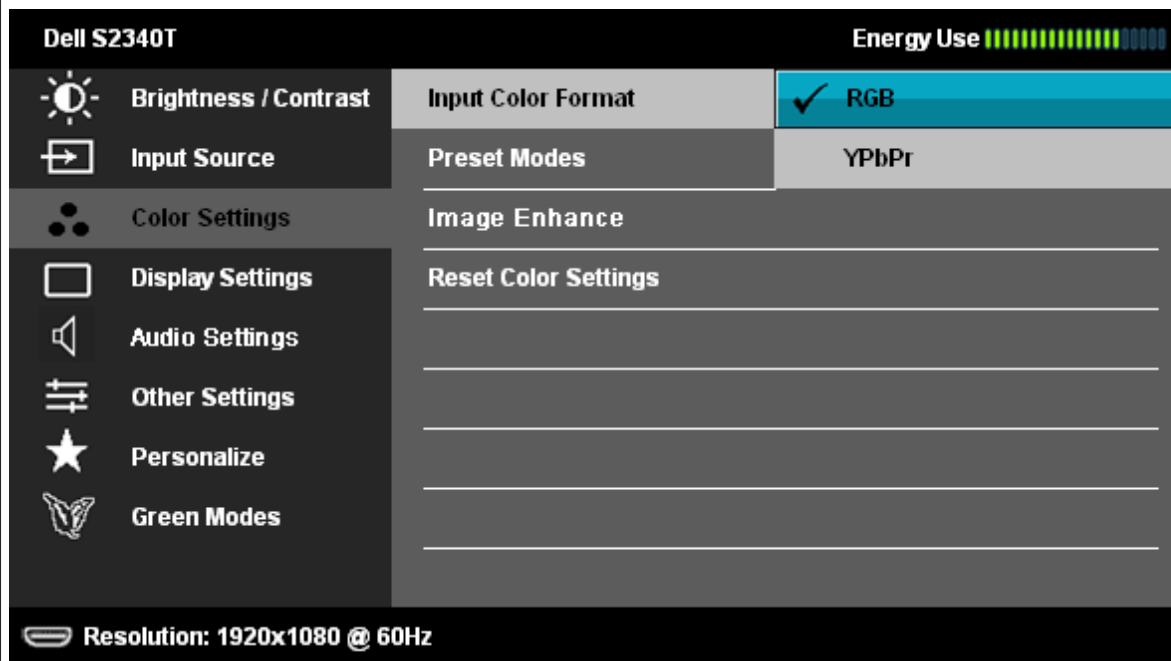 Dell S2340T Energy Use
Brightness / Contrast Input Color Format RGB
Input Source Preset Modes YPbPr
Color Settings Image Enhance
Display Settings Reset Color Settings
Audio Settings
Other Settings
Personalize
Green Modes
Resolution: 1920x1080 @ 60Hz